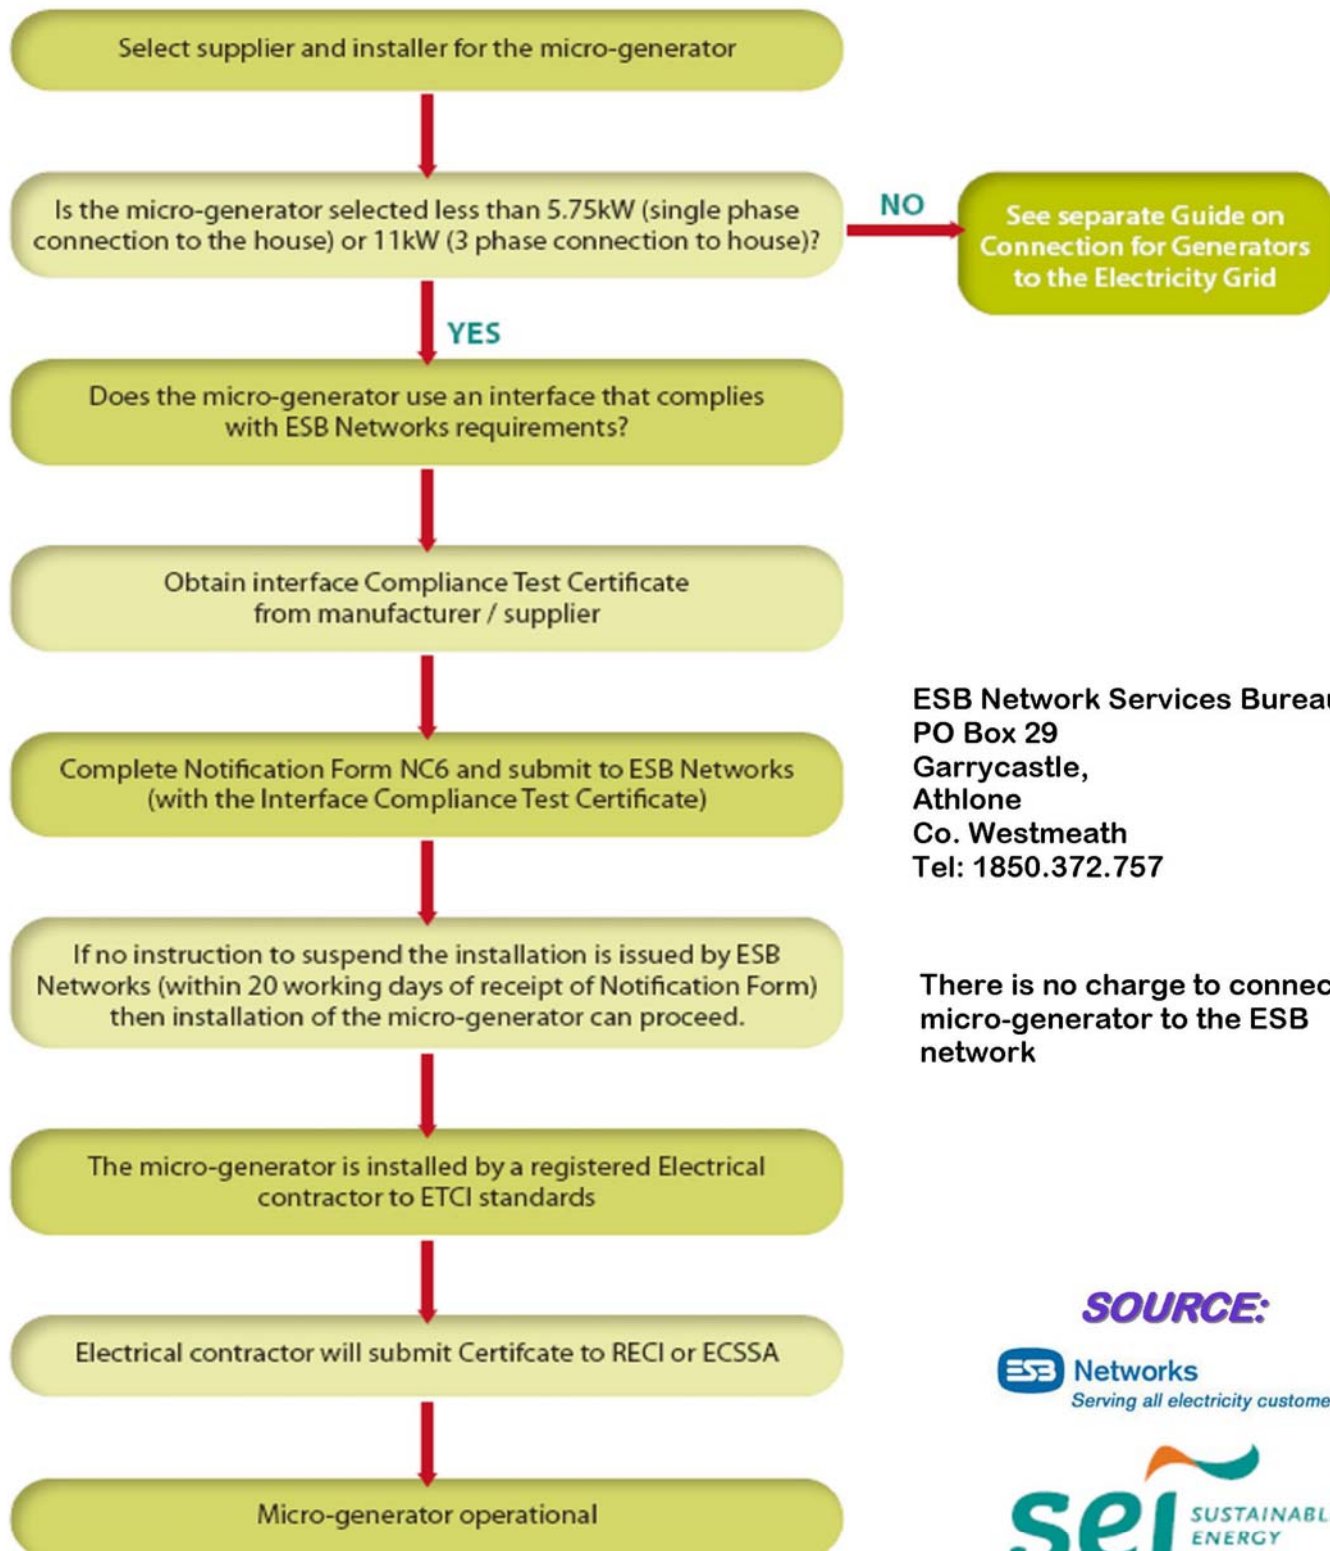 Select supplier and installer for the micro-generator
Is the micro-generator selected less than 5.75kW (single phase
connection to the house) or 11kW (3 phase connection to house)?
NO
See separate Guide on
Connection for Generators
to the Electricity Grid
YES
Does the micro-generator use an interface that complies
with ESB Networks requirements?
Obtain interface Compliance Test Certificate
from manufacturer / supplier
Complete Notification Form NC6 and submit to ESB Networks
(with the Interface Compliance Test Certificate)
ESB Network Services Bureau
PO Box 29
Garrycastle,
Athlone
Co. Westmeath
Tel: 1850.372.757
If no instruction to suspend the installation is issued by ESB
Networks (within 20 working days of receipt of Notification Form)
then installation of the micro-generator can proceed.
There is no charge to connec
micro-generator to the ESB
network
The micro-generator is installed by a registered Electrical
contractor to ETCI standards
Electrical contractor will submit Certifcate to RECI or ECSSA
Micro-generator operational
SOURCE:
ESB Networks
Serving all electricity custome
sei SUSTAINABL
ENERGY